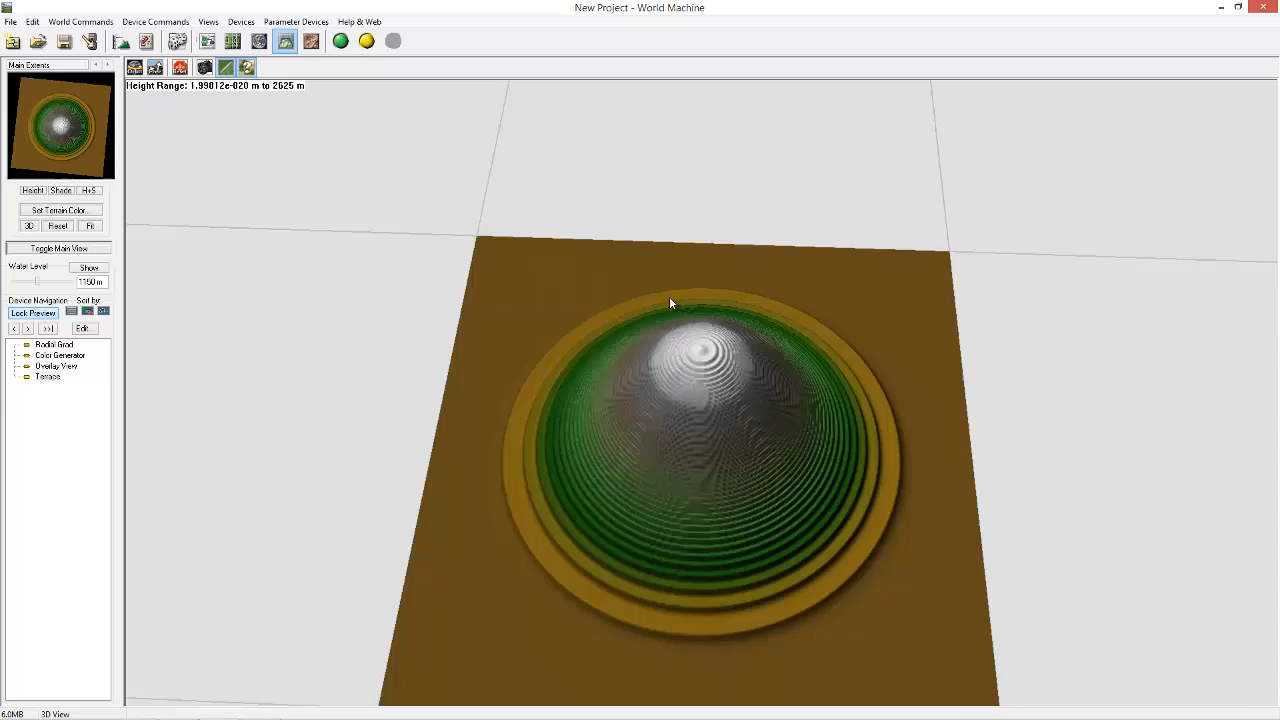 New Project - World Machine
File Edit World Commands Device Commands Views Devices Parameter Devices Help & Web
Main Extents
Height Range: 1.99012e-020 m to 2625 m
Height Shade H+S
Set Terrain Color...
3D Reset Fit
Toggle Main View
Water Level Show
1150 m
Device Navigation Sort by:
Lock Preview
< > >>| Edit...
Radial Grad
Color Generator
Overlay View
Terrace
6.0MB 3D View